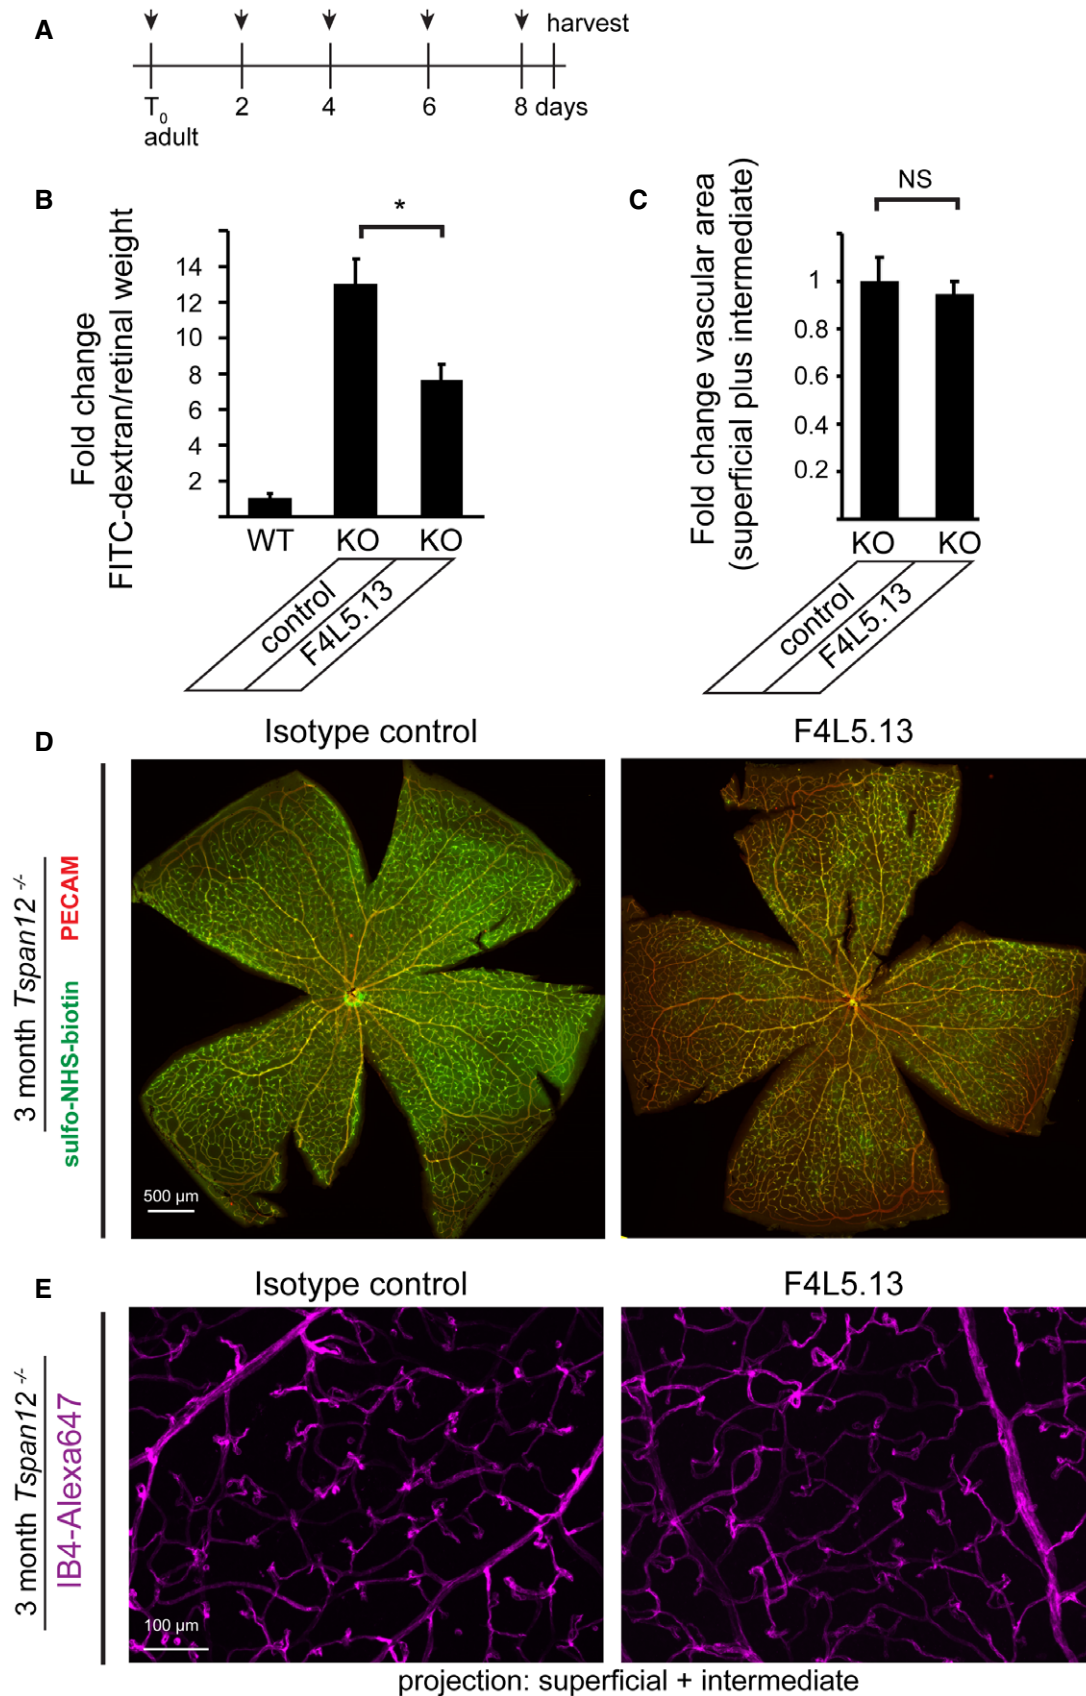 A
harvest
T0 2 4 6 8 days
adult
B
*
Fold change
FITC-dextran/retinal weight
14
12
10
8
6
4
2
WT KO KO
control
F4L5.13
C
NS
Fold change vascular area
(superficial plus intermediate)
1
0.8
0.6
0.4
0.2
KO KO
control
F4L5.13
D
Isotype control F4L5.13
3 month Tspan12 -/-
sulfo-NHS-biotin PECAM
500 µm
E
Isotype control F4L5.13
3 month Tspan12 -/-
IB4-Alexa647
100 µm
projection: superficial + intermediate